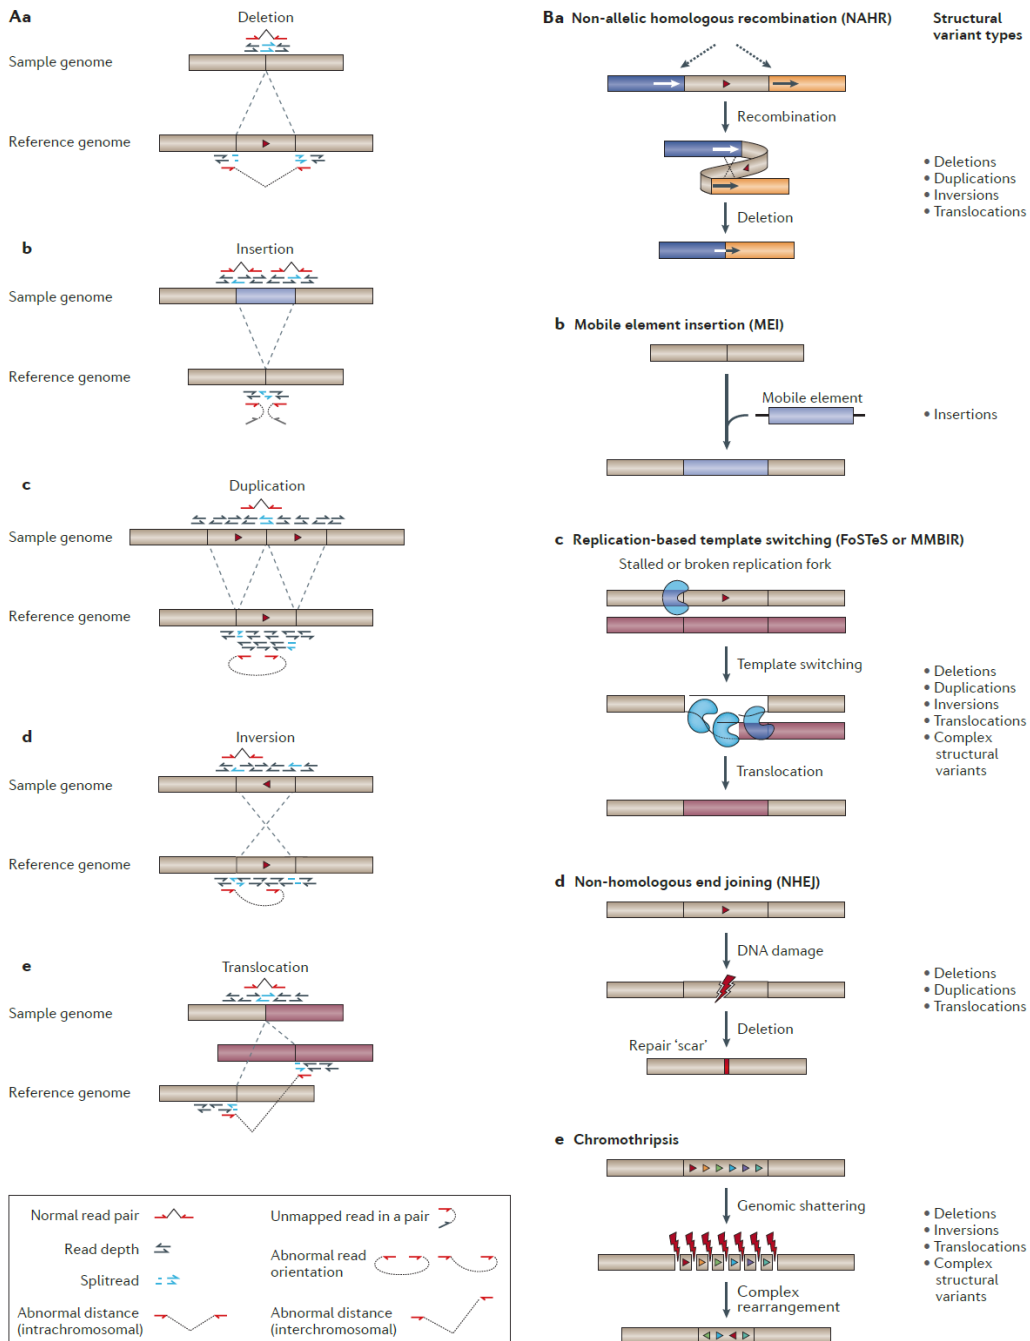 Aa
Deletion
Sample genome
Reference genome
b
Insertion
Sample genome
Reference genome
c
Duplication
Sample genome
Reference genome
d
Inversion
Sample genome
Reference genome
e
Translocation
Sample genome
Reference genome
Normal read pair
Read depth
Splitread
Abnormal distance
(intrachromosomal)
Unmapped read in a pair
Abnormal read
orientation
Abnormal distance
(interchromosomal)
Ba Non-allelic homologous recombination (NAHR)
Structural
variant types
Recombination
Deletion
• Deletions
• Duplications
• Inversions
• Translocations
b Mobile element insertion (MEI)
Mobile element
• Insertions
c Replication-based template switching (FoSTeS or MMBIR)
Stalled or broken replication fork
Template switching
Translocation
• Deletions
• Duplications
• Inversions
• Translocations
• Complex
structural
variants
d Non-homologous end joining (NHEJ)
DNA damage
Deletion
Repair ‘scar’
• Deletions
• Duplications
• Translocations
e Chromothripsis
Genomic shattering
Complex
rearrangement
• Deletions
• Inversions
• Translocations
• Complex
structural
variants